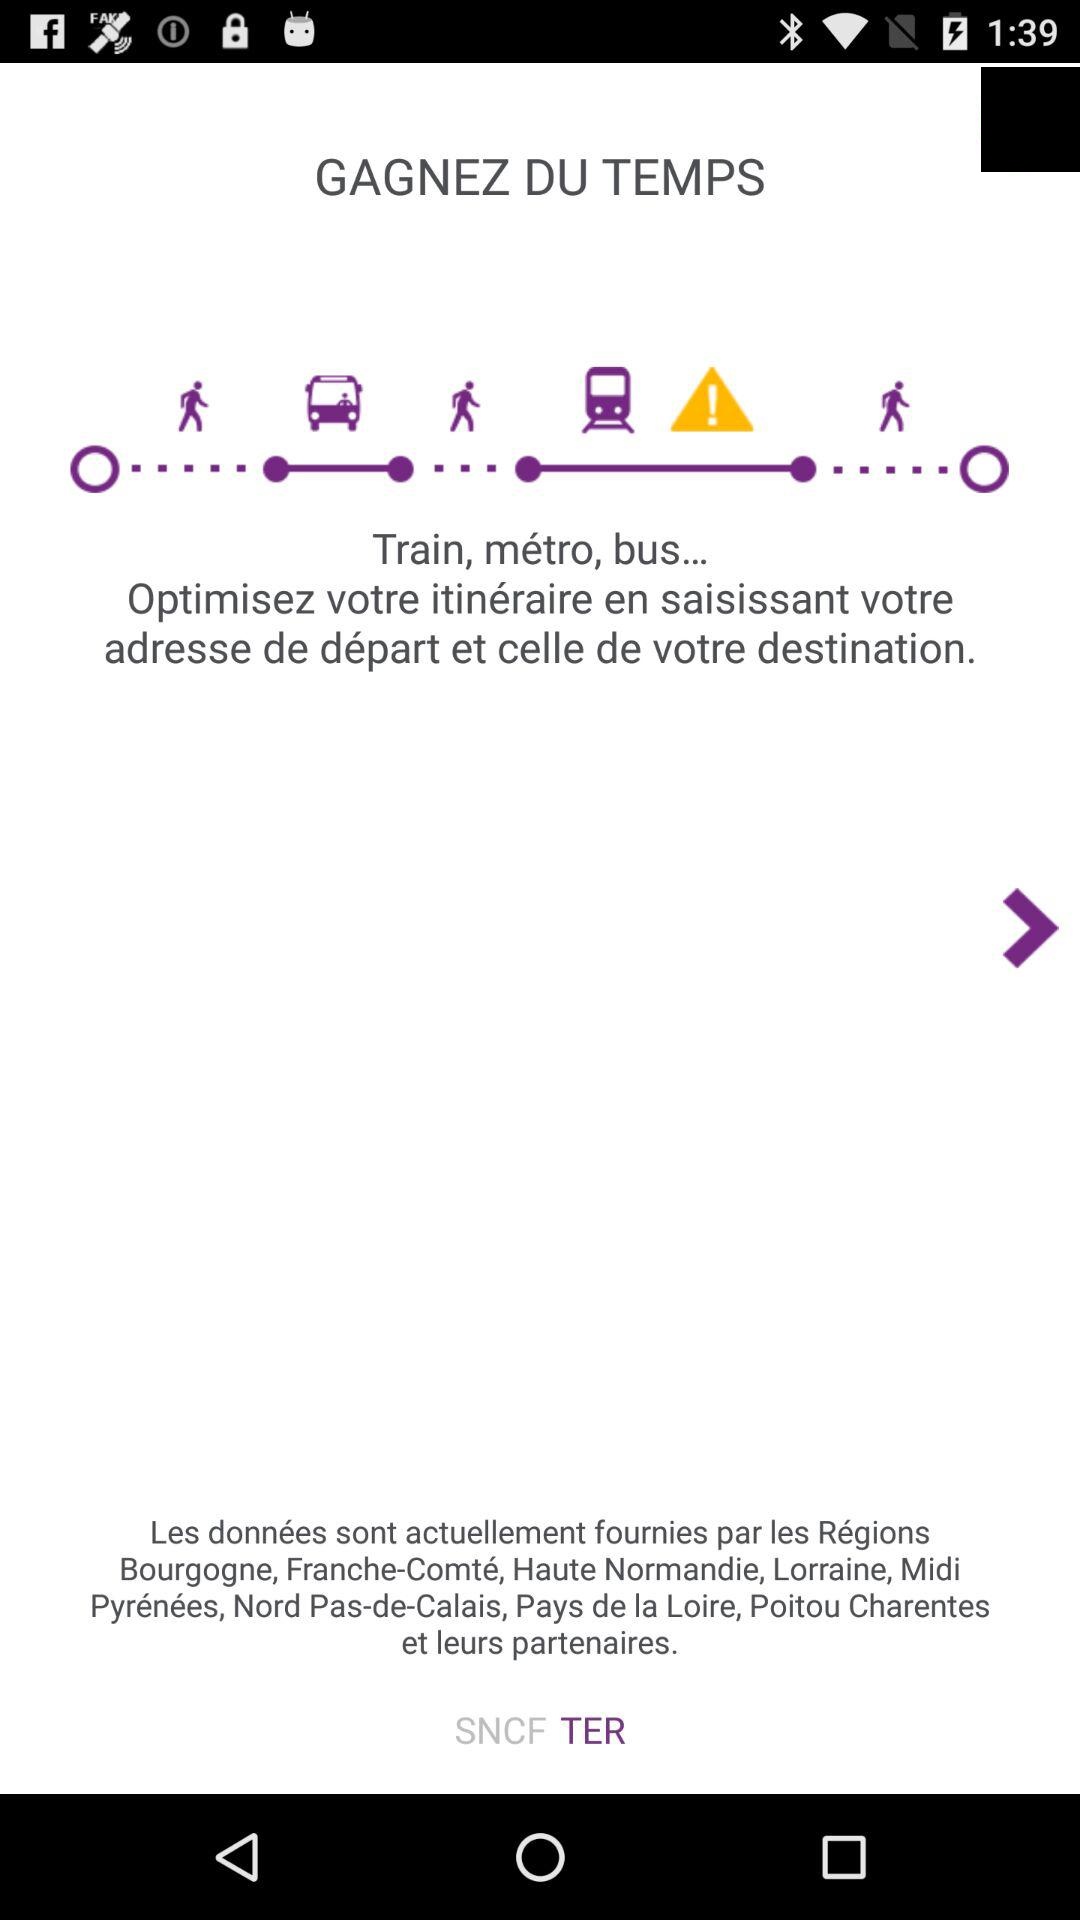 FAK
1:39
GAGNEZ DU TEMPS
Train, métro, bus…
Optimisez votre itinéraire en saisissant votre
adresse de départ et celle de votre destination.
Les données sont actuellement fournies par les Régions
Bourgogne, Franche-Comté, Haute Normandie, Lorraine, Midi
Pyrénées, Nord Pas-de-Calais, Pays de la Loire, Poitou Charentes
et leurs partenaires.
SNCF TER